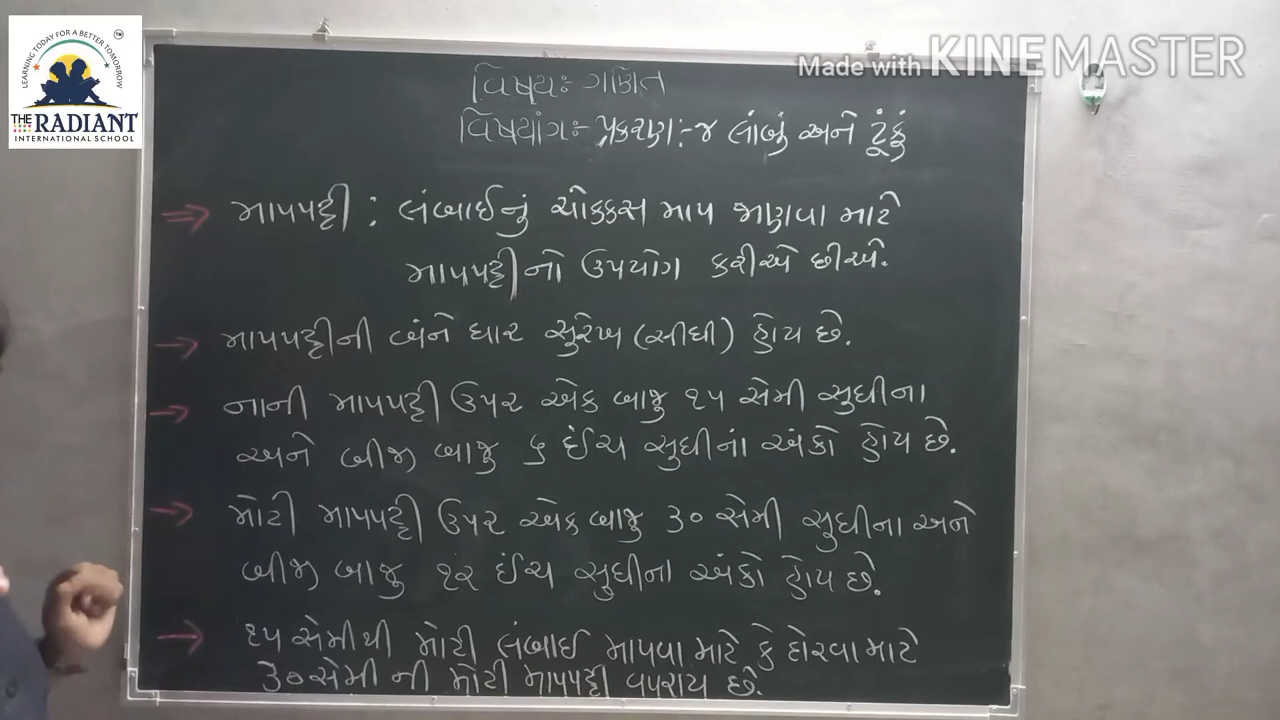 LEARNING TODAY FOR A BETTER TOMORROW
TM
THE RADIANT
INTERNATIONAL SCHOOL
Made with KINEMASTER
વિષય:- ગણિત
વિષયાંગ:- પ્રકરણ:-૪ લાંબું અને ટૂંકું
⇒ માપપટ્ટી : લંબાઈનું ચોક્કસ માપ જાણવા માટે
માપપટ્ટીનો ઉપયોગ કરીએ છીએ.
→ માપપટ્ટીની બંને ધાર સુરેખ (સીધી) હોય છે.
→ નાની માપપટ્ટી ઉપર એક બાજુ ૧૫ સેમી સુધીના
અને બીજી બાજુ ૬ ઈંચ સુધીનાં અંકો હોય છે.
→ મોટી માપપટ્ટી ઉપર એક બાજુ ૩૦ સેમી સુધીના અને
બીજી બાજુ ૧૨ ઈંચ સુધીના અંકો હોય છે.
→ ૧૫ સેમીથી મોટી લંબાઈ માપવા માટે કે દોરવા માટે
૩૦ સેમી ની મોટી માપપટ્ટી વપરાય છે.